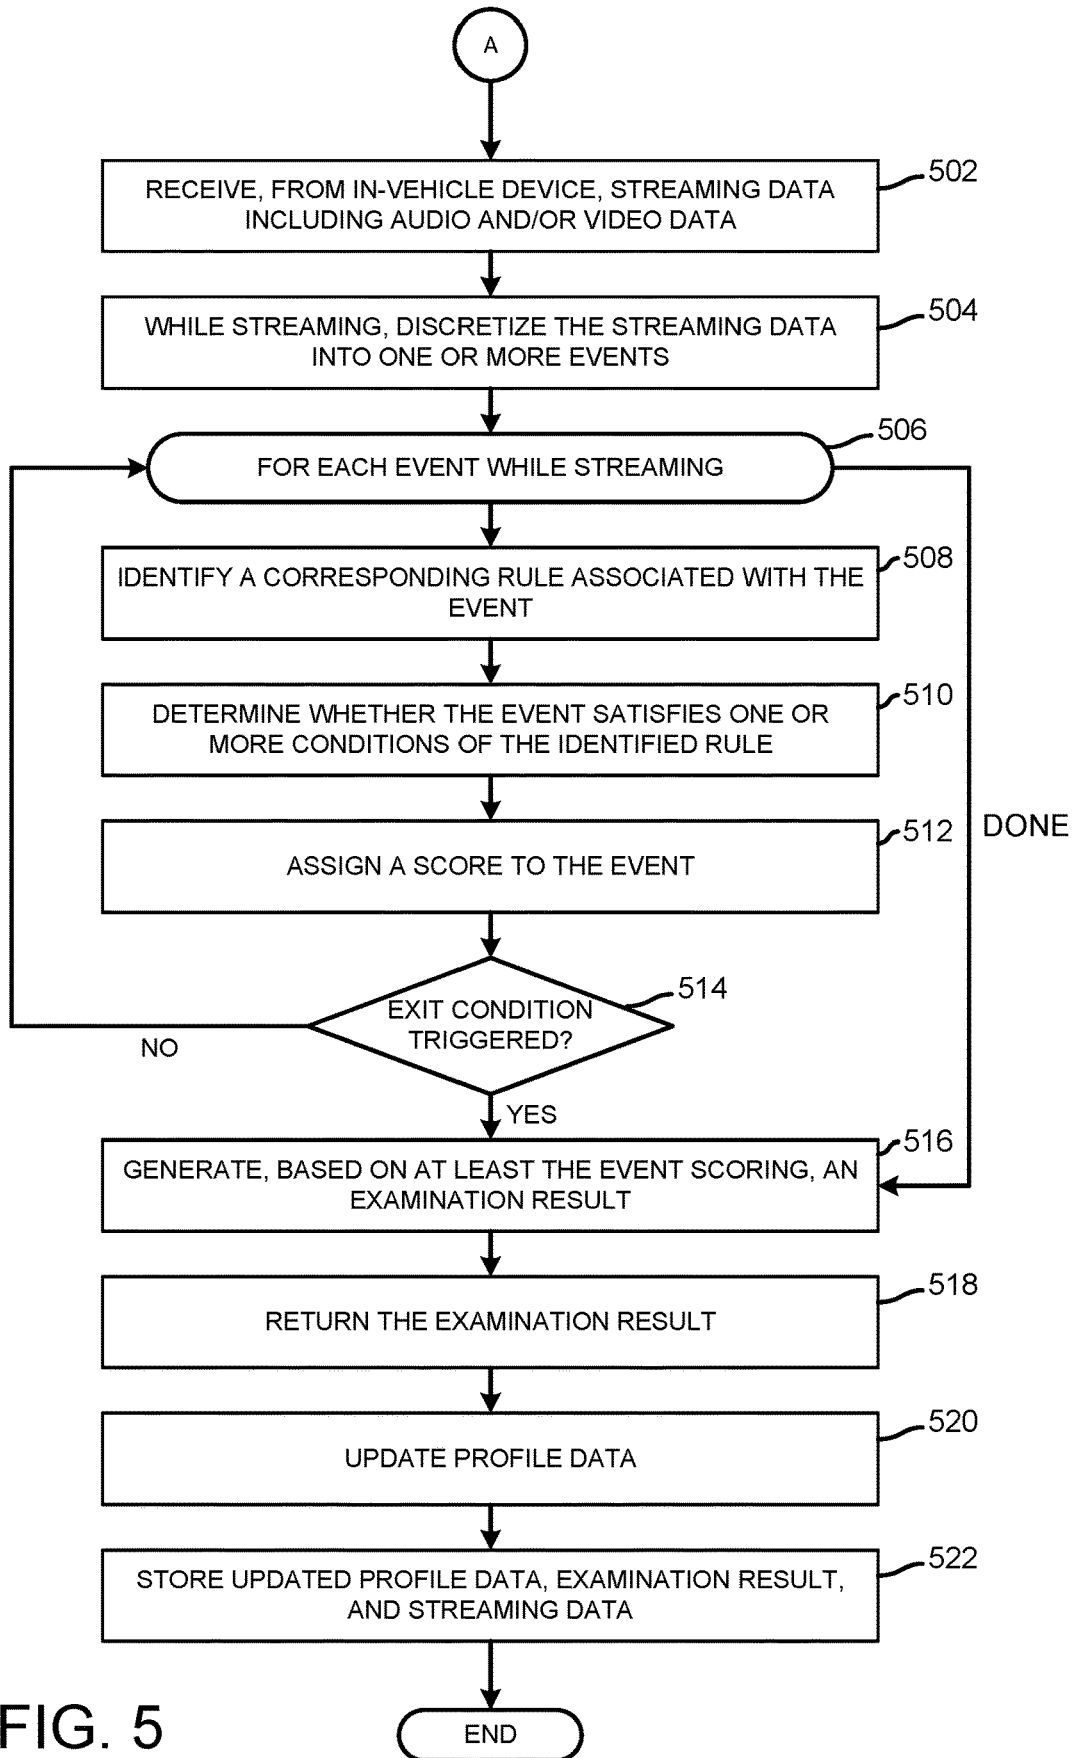 A
RECEIVE, FROM IN-VEHICLE DEVICE, STREAMING DATA
INCLUDING AUDIO AND/OR VIDEO DATA
502
WHILE STREAMING, DISCRETIZE THE STREAMING DATA
INTO ONE OR MORE EVENTS
504
FOR EACH EVENT WHILE STREAMING
506
IDENTIFY A CORRESPONDING RULE ASSOCIATED WITH THE
EVENT
508
DETERMINE WHETHER THE EVENT SATISFIES ONE OR
MORE CONDITIONS OF THE IDENTIFIED RULE
510
ASSIGN A SCORE TO THE EVENT
512
DONE
EXIT CONDITION
TRIGGERED?
514
NO
YES
GENERATE, BASED ON AT LEAST THE EVENT SCORING, AN
EXAMINATION RESULT
516
RETURN THE EXAMINATION RESULT
518
UPDATE PROFILE DATA
520
STORE UPDATED PROFILE DATA, EXAMINATION RESULT,
AND STREAMING DATA
522
END
FIG. 5